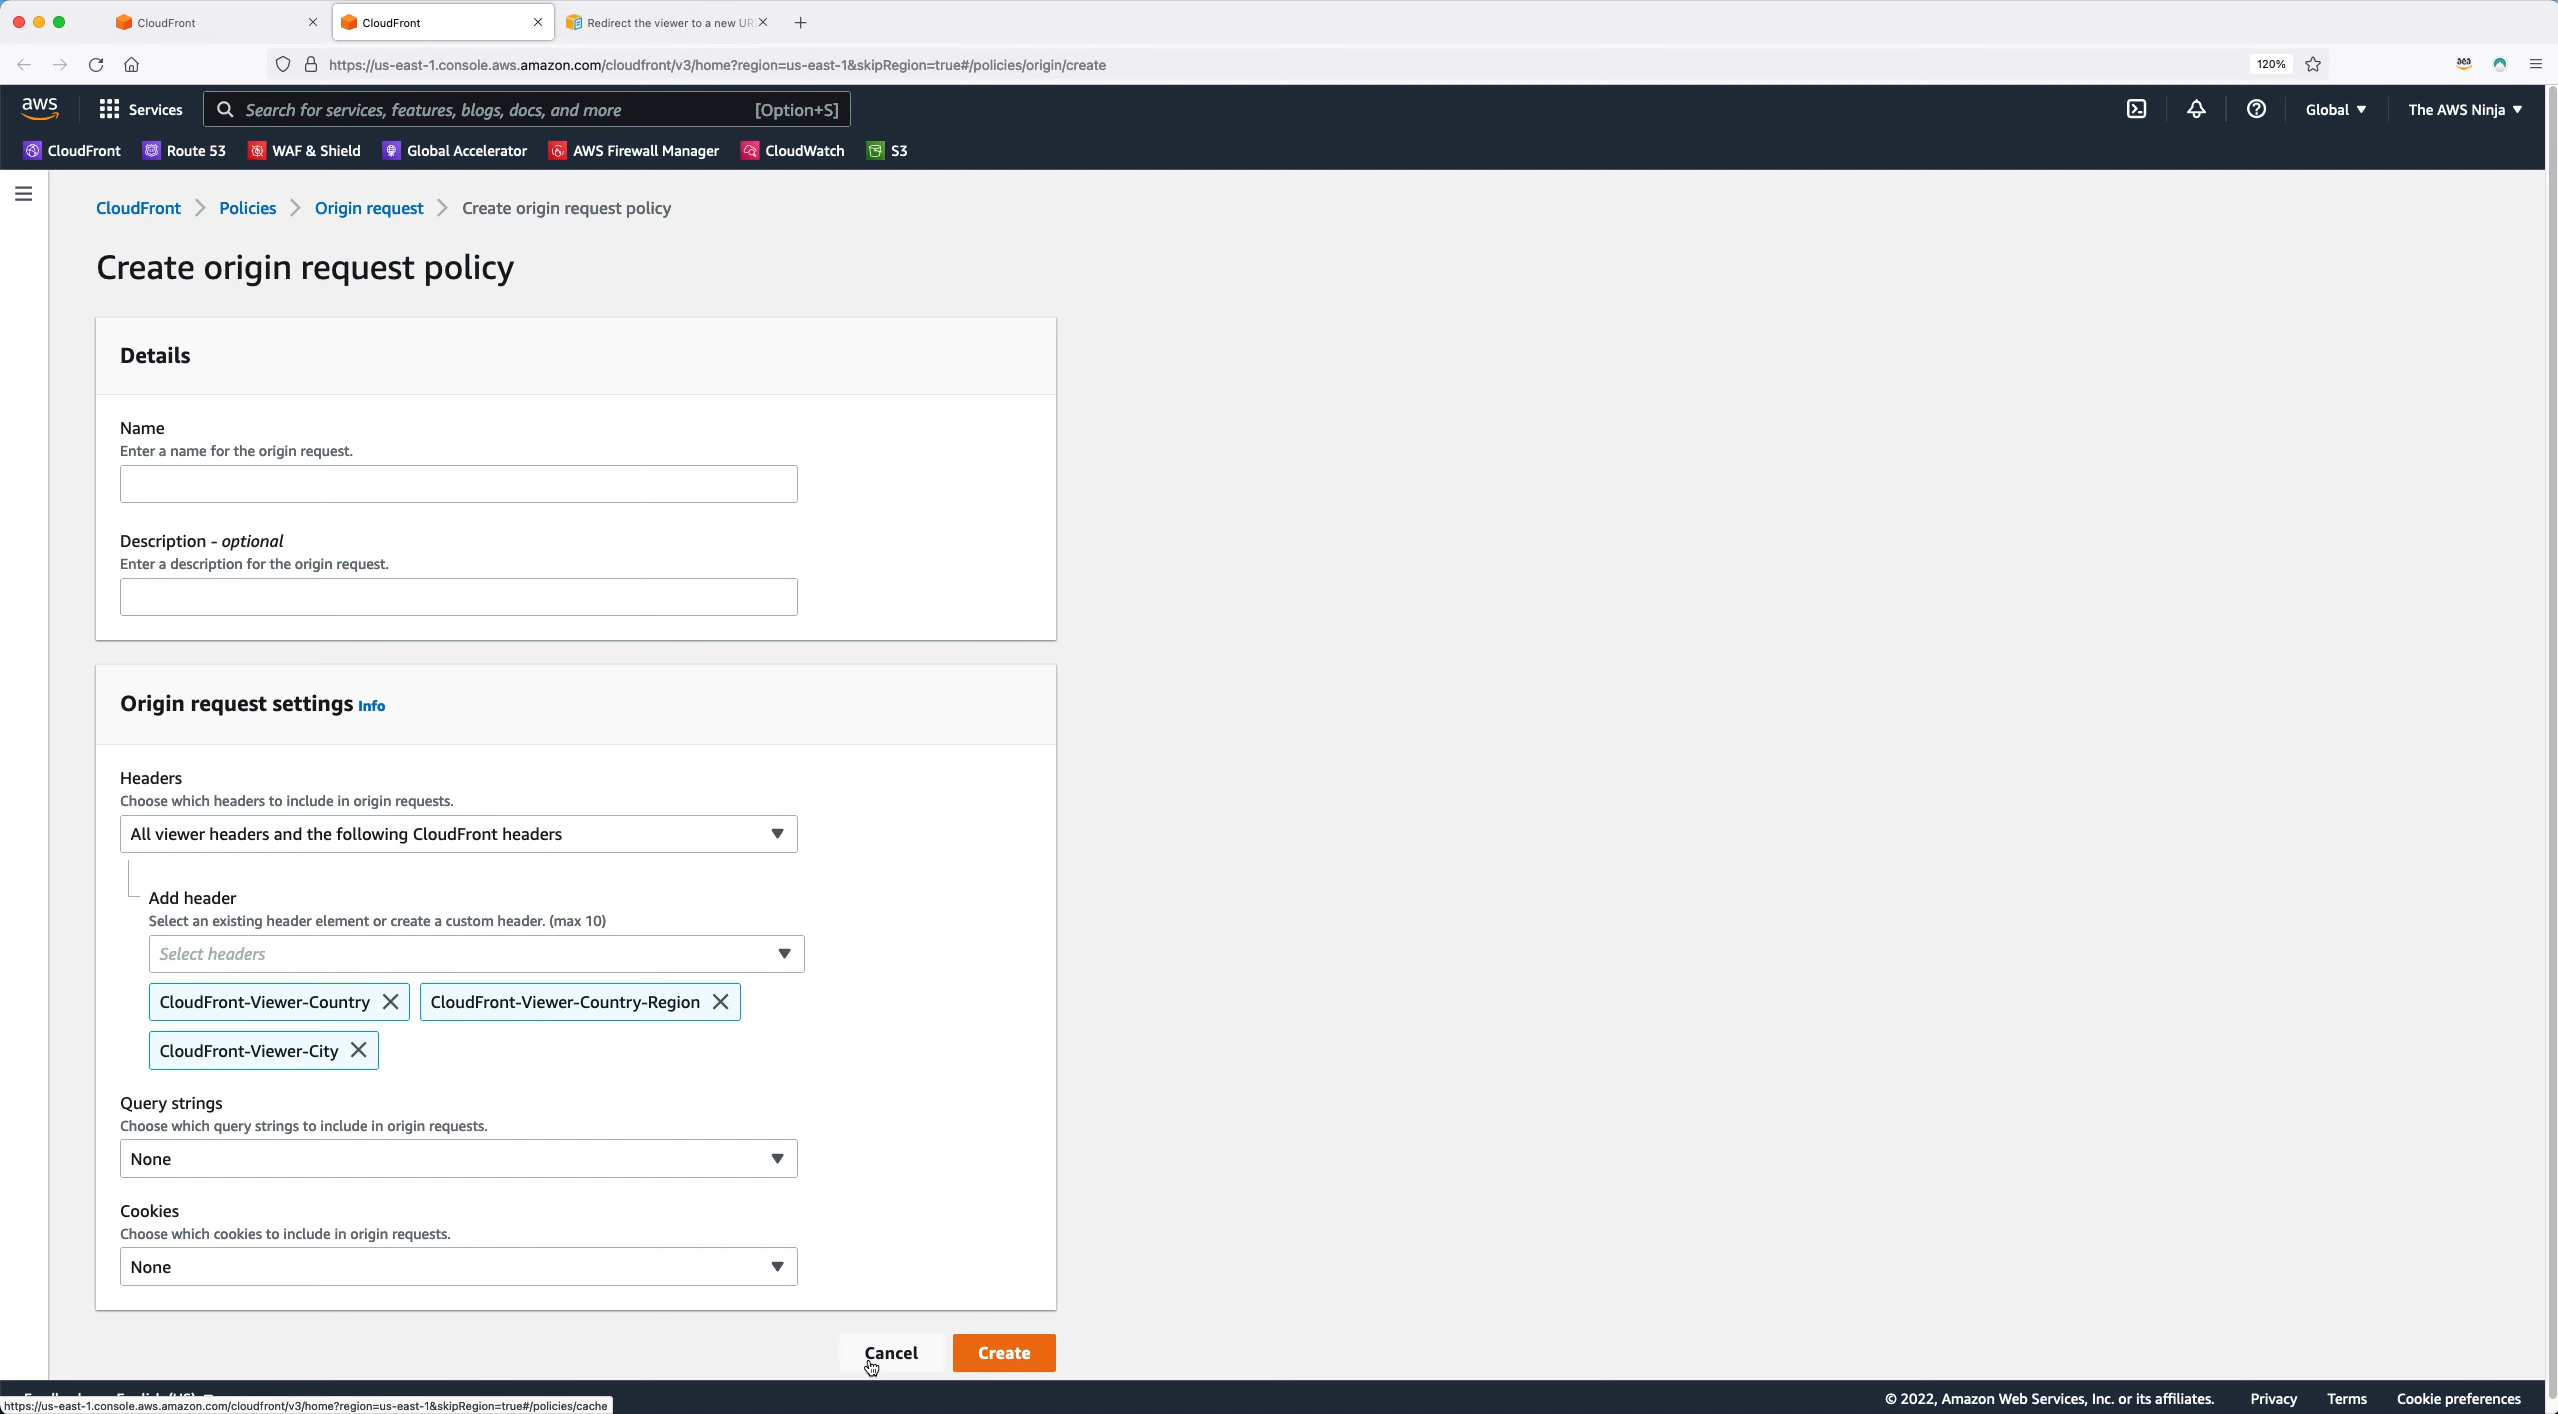 CloudFront
CloudFront
Redirect the viewer to a new UR
https://us-east-1.console.aws.amazon.com/cloudfront/v3/home?region=us-east-1&skipRegion=true#/policies/origin/create
120%
aws
Services
Search for services, features, blogs, docs, and more
[Option+S]
Global
The AWS Ninja
CloudFront
Route 53
WAF & Shield
Global Accelerator
AWS Firewall Manager
CloudWatch
S3
CloudFront
Policies
Origin request
Create origin request policy
Create origin request policy
Details
Name
Enter a name for the origin request.
Description - optional
Enter a description for the origin request.
Origin request settings Info
Headers
Choose which headers to include in origin requests.
All viewer headers and the following CloudFront headers
Add header
Select an existing header element or create a custom header. (max 10)
Select headers
CloudFront-Viewer-Country
CloudFront-Viewer-Country-Region
CloudFront-Viewer-City
Query strings
Choose which query strings to include in origin requests.
None
Cookies
Choose which cookies to include in origin requests.
None
Cancel
Create
© 2022, Amazon Web Services, Inc. or its affiliates.
Privacy
Terms
Cookie preferences
https://us-east-1.console.aws.amazon.com/cloudfront/v3/home?region=us-east-1&skipRegion=true#/policies/cache